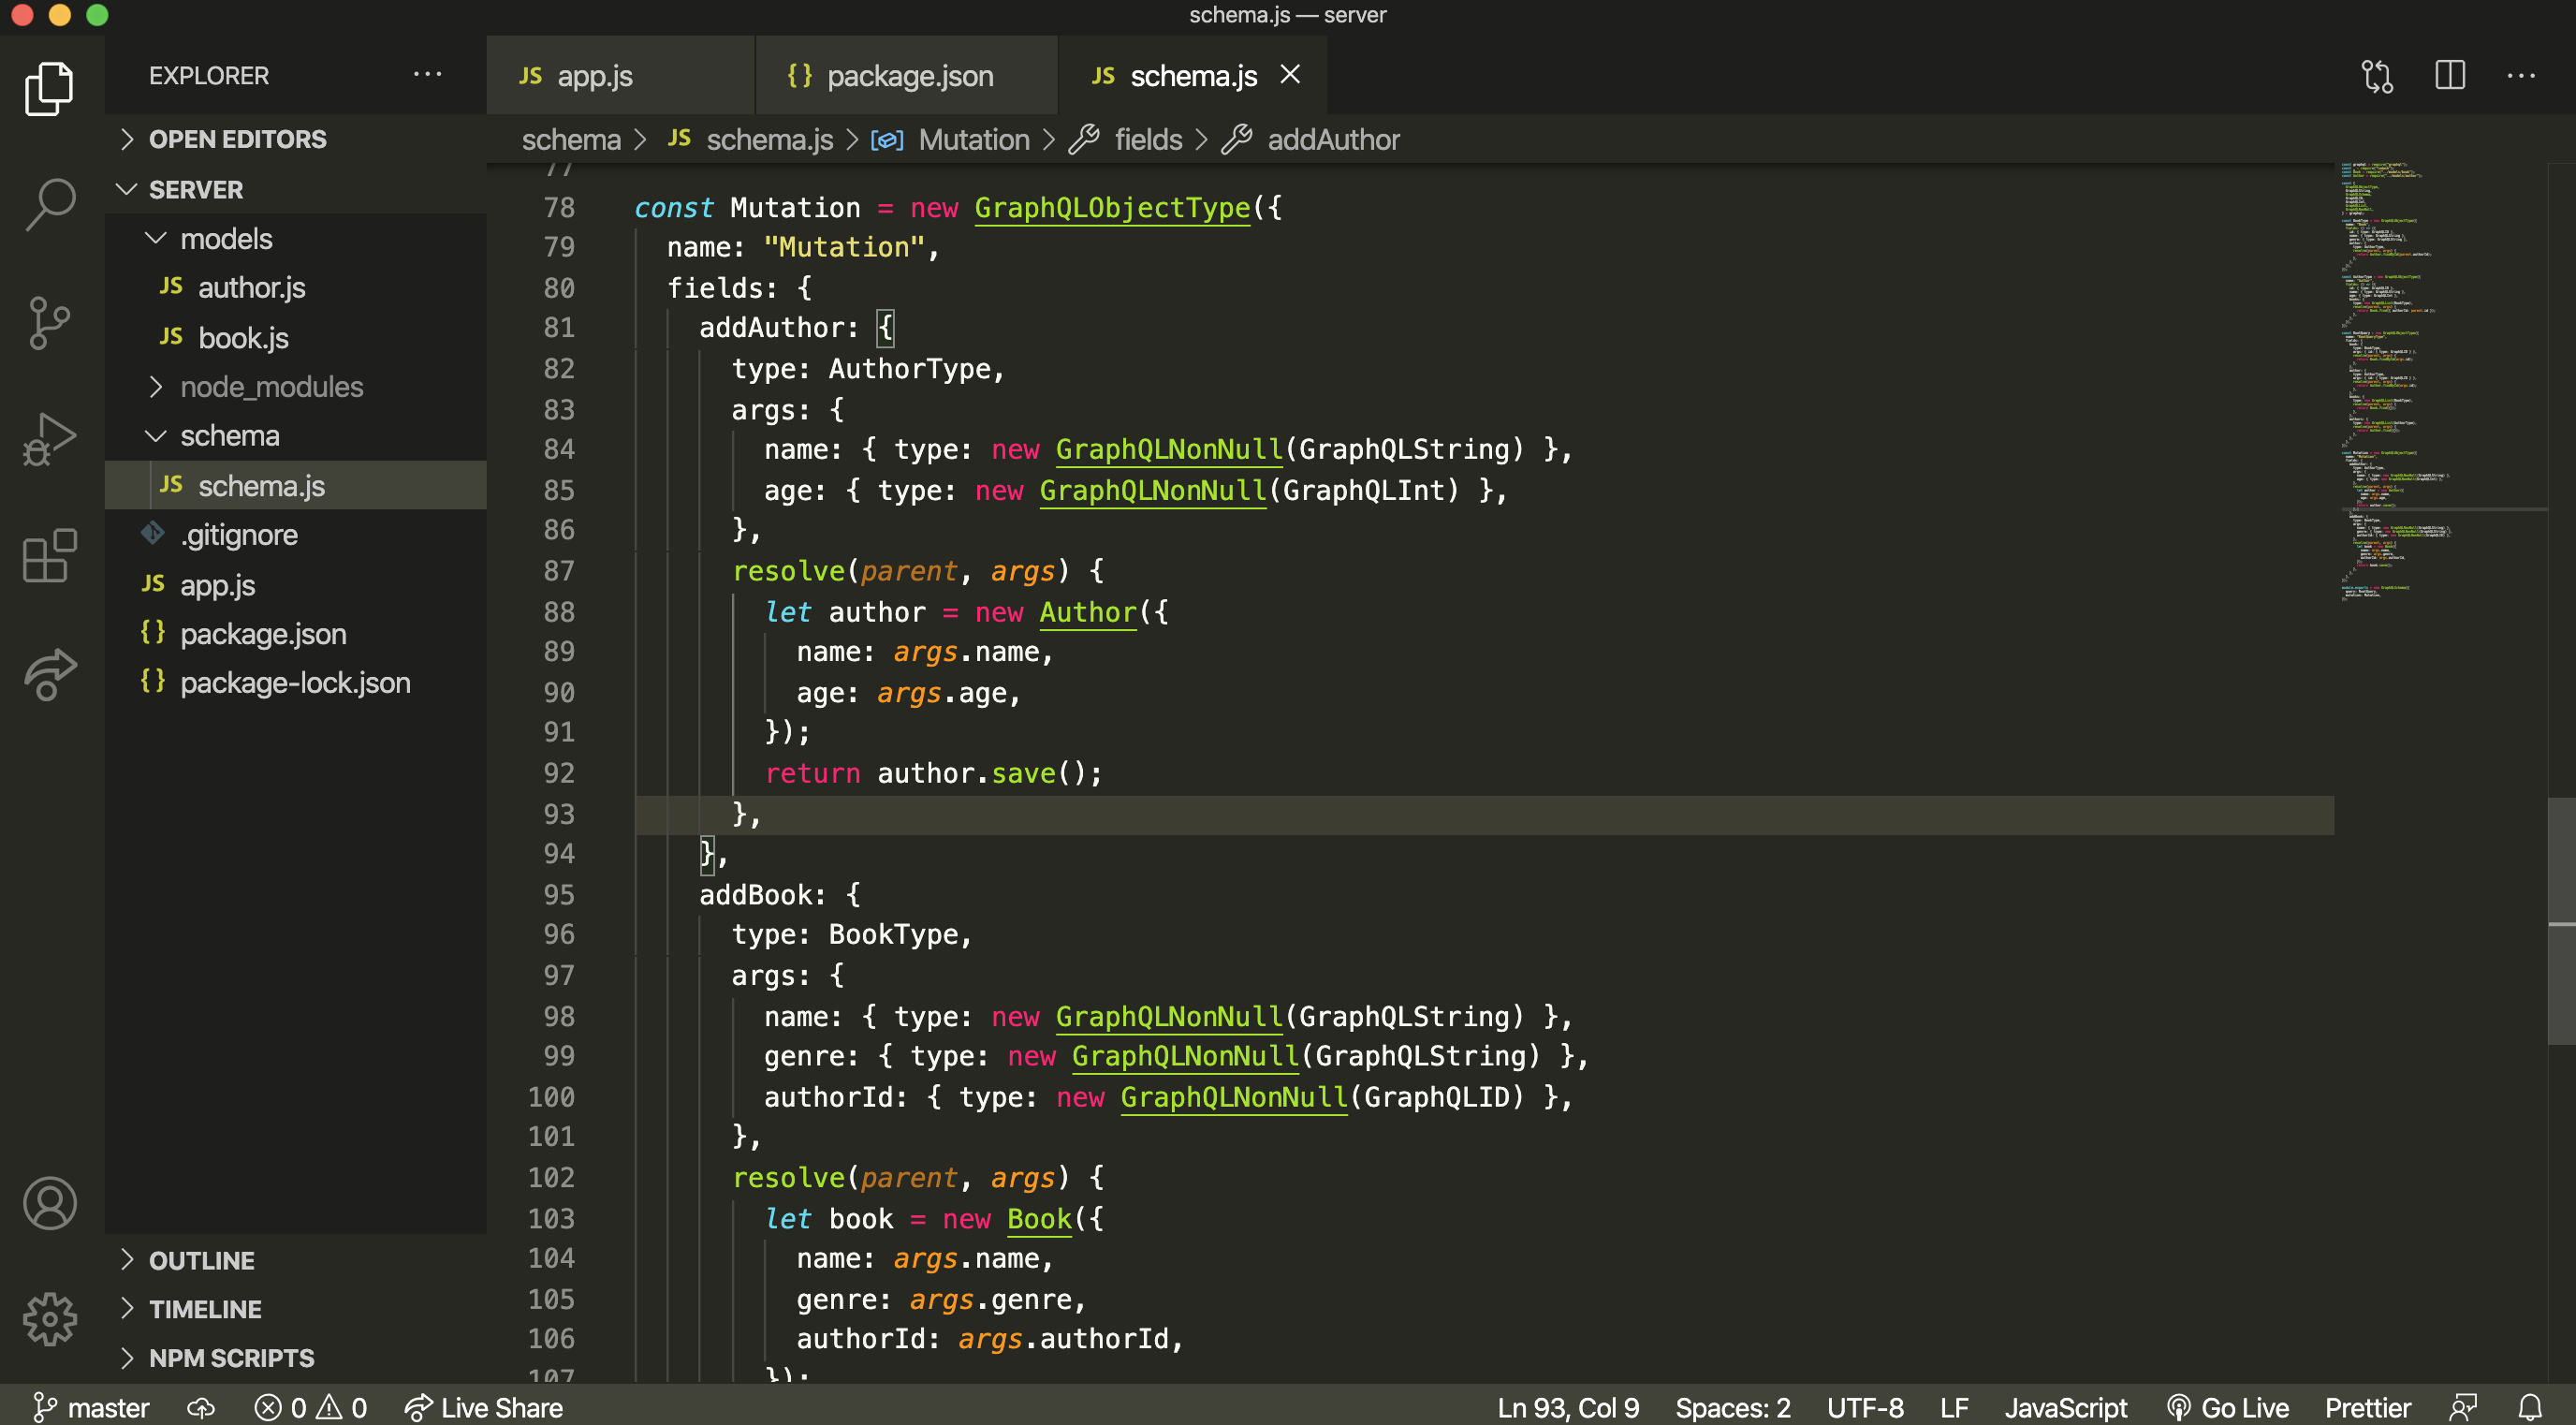 schema.js — server
EXPLORER
OPEN EDITORS
SERVER
models
JS author.js
JS book.js
node_modules
schema
JS schema.js
.gitignore
JS app.js
{} package.json
{} package-lock.json
OUTLINE
TIMELINE
NPM SCRIPTS
JS app.js
{} package.json
JS schema.js
schema > JS schema.js > Mutation > fields > addAuthor
77
78 const Mutation = new GraphQLObjectType({
79 name: "Mutation",
80 fields: {
81 addAuthor: {
82 type: AuthorType,
83 args: {
84 name: { type: new GraphQLNonNull(GraphQLString) },
85 age: { type: new GraphQLNonNull(GraphQLInt) },
86 },
87 resolve(parent, args) {
88 let author = new Author({
89 name: args.name,
90 age: args.age,
91 });
92 return author.save();
93 },
94 },
95 addBook: {
96 type: BookType,
97 args: {
98 name: { type: new GraphQLNonNull(GraphQLString) },
99 genre: { type: new GraphQLNonNull(GraphQLString) },
100 authorId: { type: new GraphQLNonNull(GraphQLID) },
101 },
102 resolve(parent, args) {
103 let book = new Book({
104 name: args.name,
105 genre: args.genre,
106 authorId: args.authorId,
107 });
master
0 0
Live Share
Ln 93, Col 9
Spaces: 2
UTF-8
LF
JavaScript
Go Live
Prettier